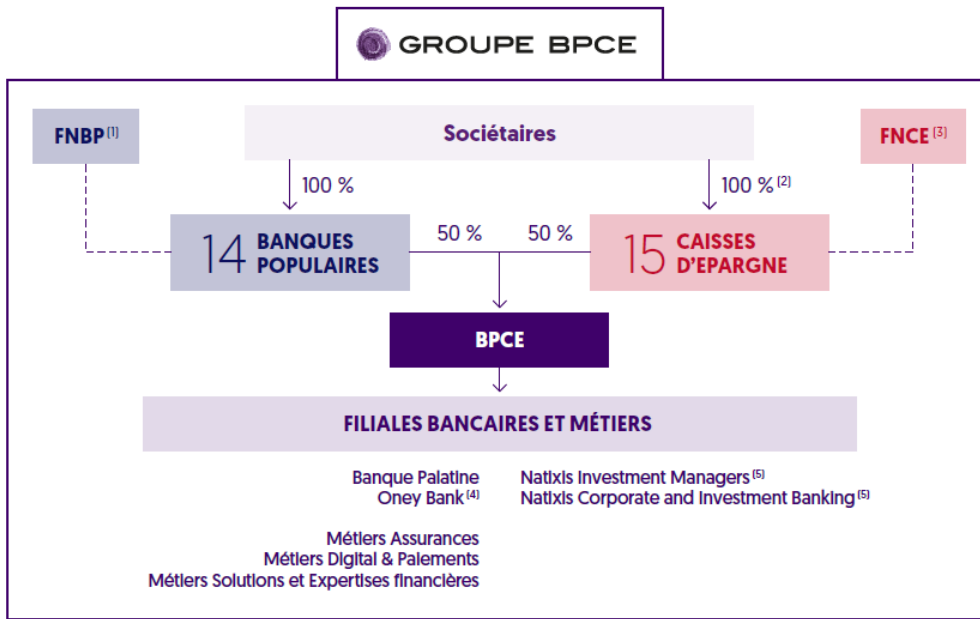 GROUPE BPCE
FNBP (1)
Sociétaires
FNCE (3)
100 %
100 % (2)
14 BANQUES
POPULAIRES
50 %
50 %
15 CAISSES
D'EPARGNE
BPCE
FILIALES BANCAIRES ET MÉTIERS
Banque Palatine
Oney Bank (4)
Métiers Assurances
Métiers Digital & Paiements
Métiers Solutions et Expertises financières
Natixis Investment Managers (5)
Natixis Corporate and Investment Banking (5)